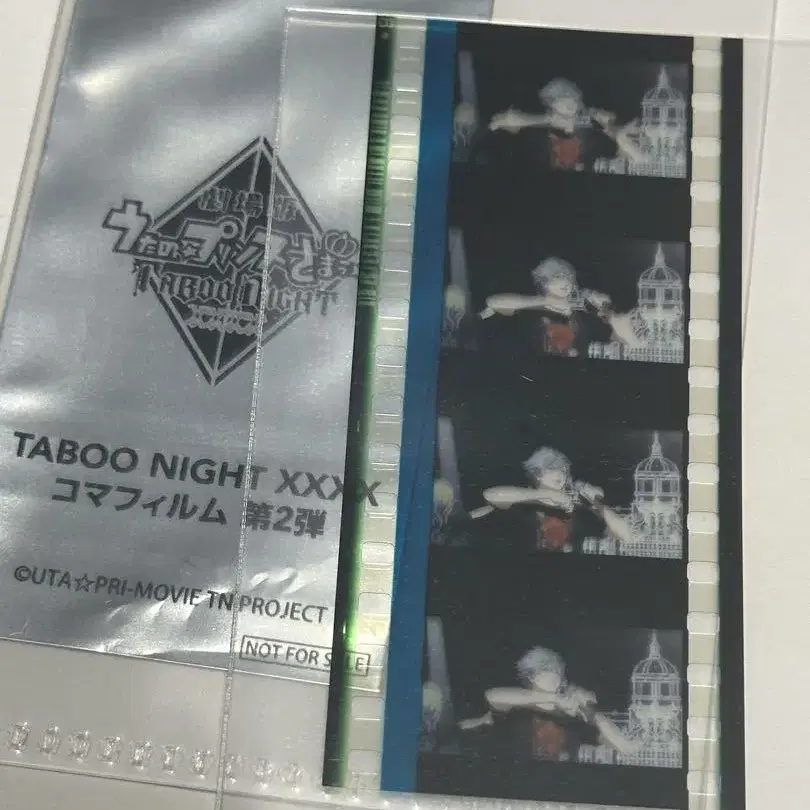 劇場版
うたの☆プリンスさまっ
TABOO NIGHT
TABOO NIGHT XXXX
コマフィルム 第2弾
©UTA☆PRI-MOVIE TN PROJECT
NOT FOR SALE